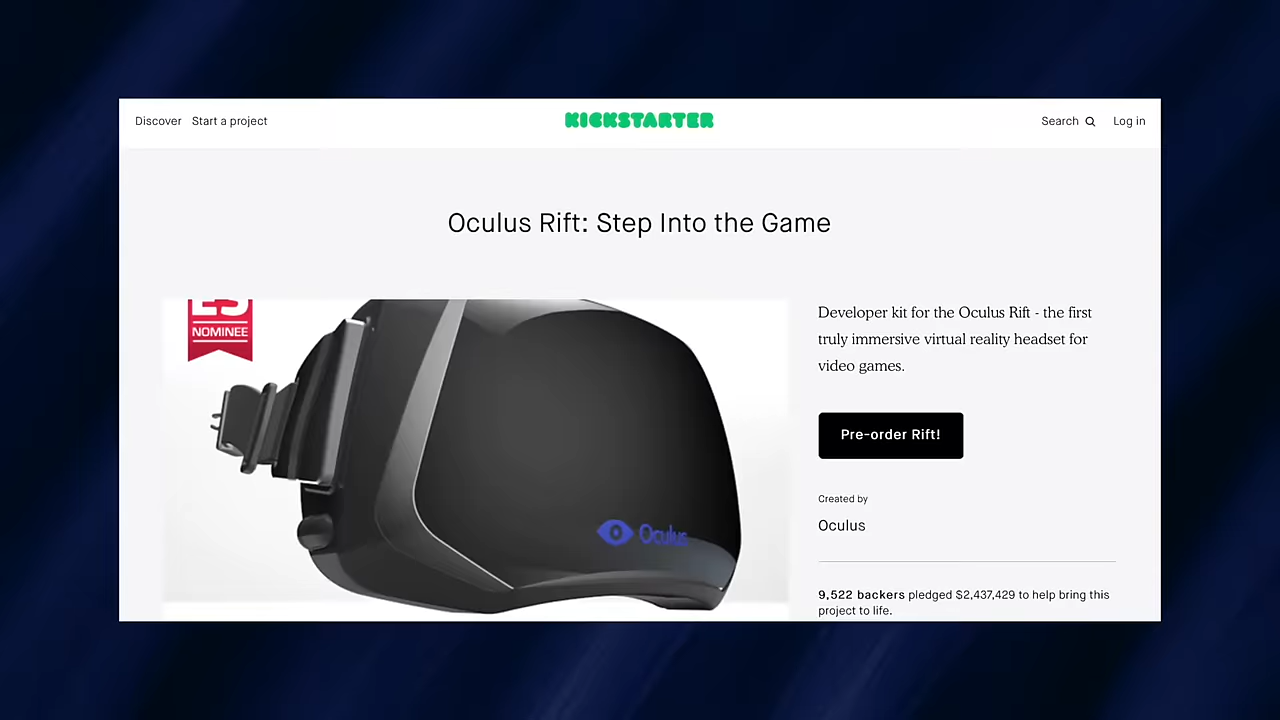 Discover Start a project
KICKSTARTER
Search Log in
Oculus Rift: Step Into the Game
E3
NOMINEE
Developer kit for the Oculus Rift - the first
truly immersive virtual reality headset for
video games.
Pre-order Rift!
Created by
Oculus
Oculus
9,522 backers pledged $2,437,429 to help bring this
project to life.